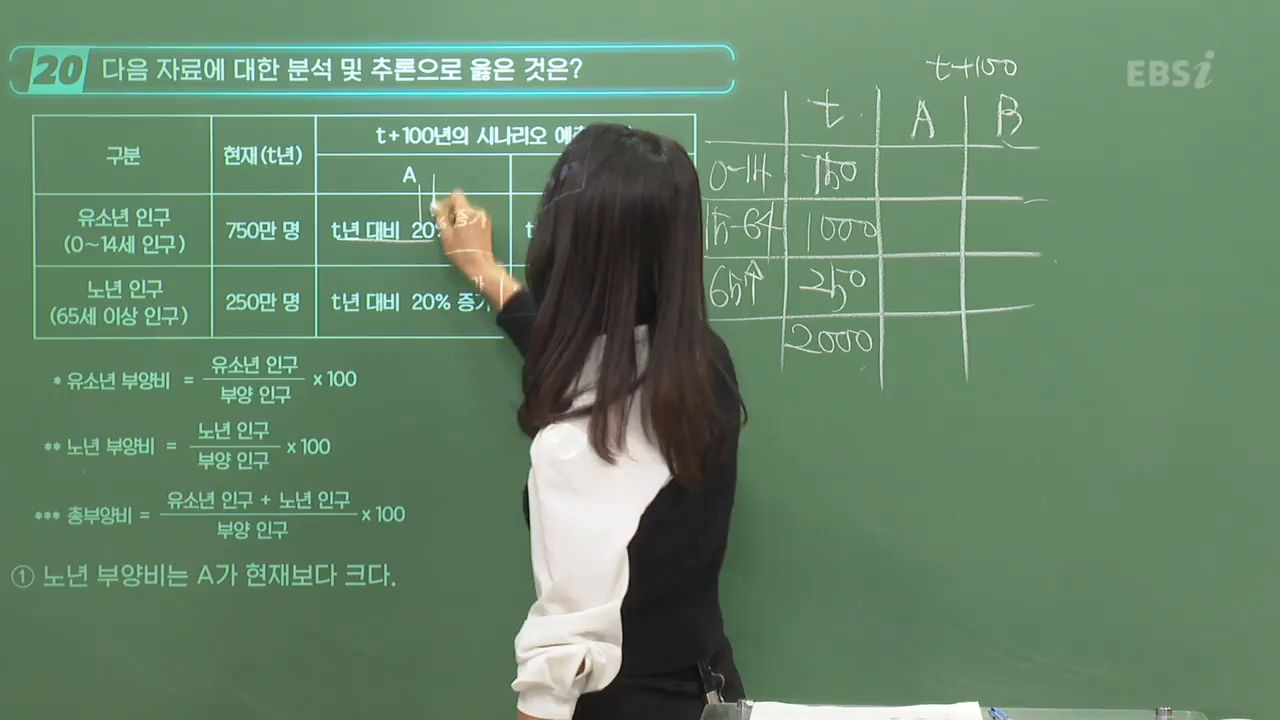 20 다음 자료에 대한 분석 및 추론으로 옳은 것은?
EBSi
구분
현재(t년)
t+100년의 시나리오
A
유소년 인구
(0~14세 인구)
750만 명
t년 대비 20% 증가
노년 인구
(65세 이상 인구)
250만 명
t년 대비 20% 증가
* 유소년 부양비 = 유소년 인구 / 부양 인구 x 100
** 노년 부양비 = 노년 인구 / 부양 인구 x 100
*** 총부양비 = 유소년 인구 + 노년 인구 / 부양 인구 x 100
① 노년 부양비는 A가 현재보다 크다.
t+100
t A B
0-14 750
15-64 1000
65↑ 250
2000